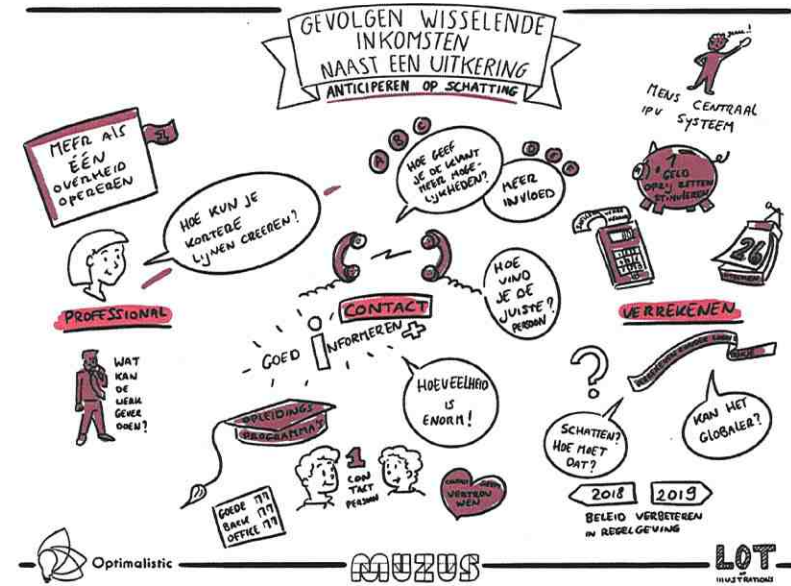 GEVOLGEN WISSELENDE
INKOMSTEN
NAAST EEN UITKERING
ANTICIPEREN OP SCHATTING
MEER ALS
ÉÉN
OVERHEID
OPEREREN
1
HOE KUN JE
KORTERE
LIJNEN CREËREN?
PROFESSIONAL
WAT
KAN
DE
WERK
GEVER
DOEN?
A B C
HOE GEEF
JE DE KLANT
MEER MOGE-
LIJKHEDEN?
MEER
INVLOED
HOE
VIND
JE DE
JUISTE?
PERSOON
CONTACT
GOED INFORMEREN +
HOEVEELHEID
IS
ENORM!
OPLEIDINGS
PROGRAMMA'S
GOEDE
BACK
OFFICE
1
CON
TACT
PERSOON
VERTROU
WEN
MENS CENTRAAL
IPV SYSTEEM
GELD
OPZIJ ZETTEN
STIMULEREN
26
VERREKENEN
?
SCHATTEN?
HOE MOET
DAT?
KAN HET
GLOBALER?
2018 2019
BELEID VERBETEREN
IN REGELGEVING
Optimalistic
MUZUS
LOT
ILLUSTRATIONS